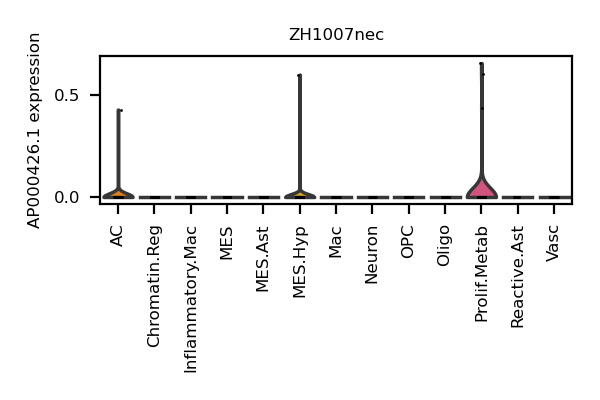 ZH1007nec
AP000426.1 expression
0.5
0.0
AC
Chromatin.Reg
Inflammatory.Mac
MES
MES.Ast
MES.Hyp
Mac
Neuron
OPC
Oligo
Prolif.Metab
Reactive.Ast
Vasc